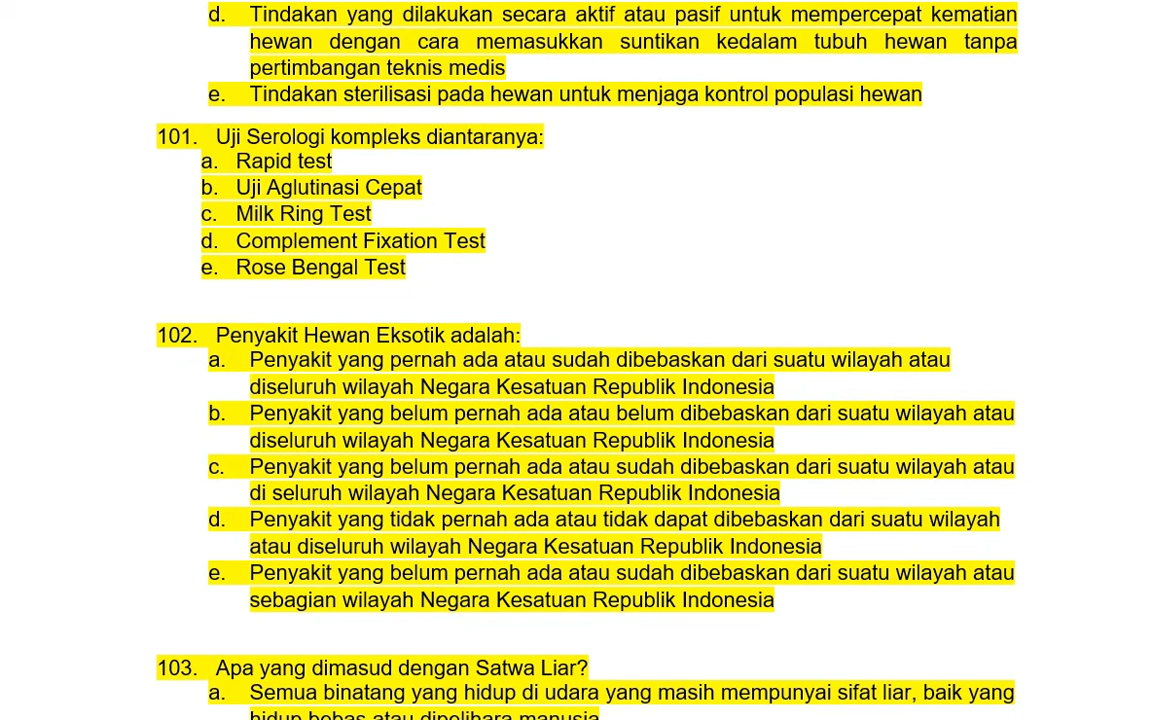 d. Tindakan yang dilakukan secara aktif atau pasif untuk mempercepat kematian
hewan dengan cara memasukkan suntikan kedalam tubuh hewan tanpa
pertimbangan teknis medis
e. Tindakan sterilisasi pada hewan untuk menjaga kontrol populasi hewan
101. Uji Serologi kompleks diantaranya:
a. Rapid test
b. Uji Aglutinasi Cepat
c. Milk Ring Test
d. Complement Fixation Test
e. Rose Bengal Test
102. Penyakit Hewan Eksotik adalah:
a. Penyakit yang pernah ada atau sudah dibebaskan dari suatu wilayah atau
diseluruh wilayah Negara Kesatuan Republik Indonesia
b. Penyakit yang belum pernah ada atau belum dibebaskan dari suatu wilayah atau
diseluruh wilayah Negara Kesatuan Republik Indonesia
c. Penyakit yang belum pernah ada atau sudah dibebaskan dari suatu wilayah atau
di seluruh wilayah Negara Kesatuan Republik Indonesia
d. Penyakit yang tidak pernah ada atau tidak dapat dibebaskan dari suatu wilayah
atau diseluruh wilayah Negara Kesatuan Republik Indonesia
e. Penyakit yang belum pernah ada atau sudah dibebaskan dari suatu wilayah atau
sebagian wilayah Negara Kesatuan Republik Indonesia
103. Apa yang dimasud dengan Satwa Liar?
a. Semua binatang yang hidup di udara yang masih mempunyai sifat liar, baik yang
hidup bebas atau dipelihara manusia